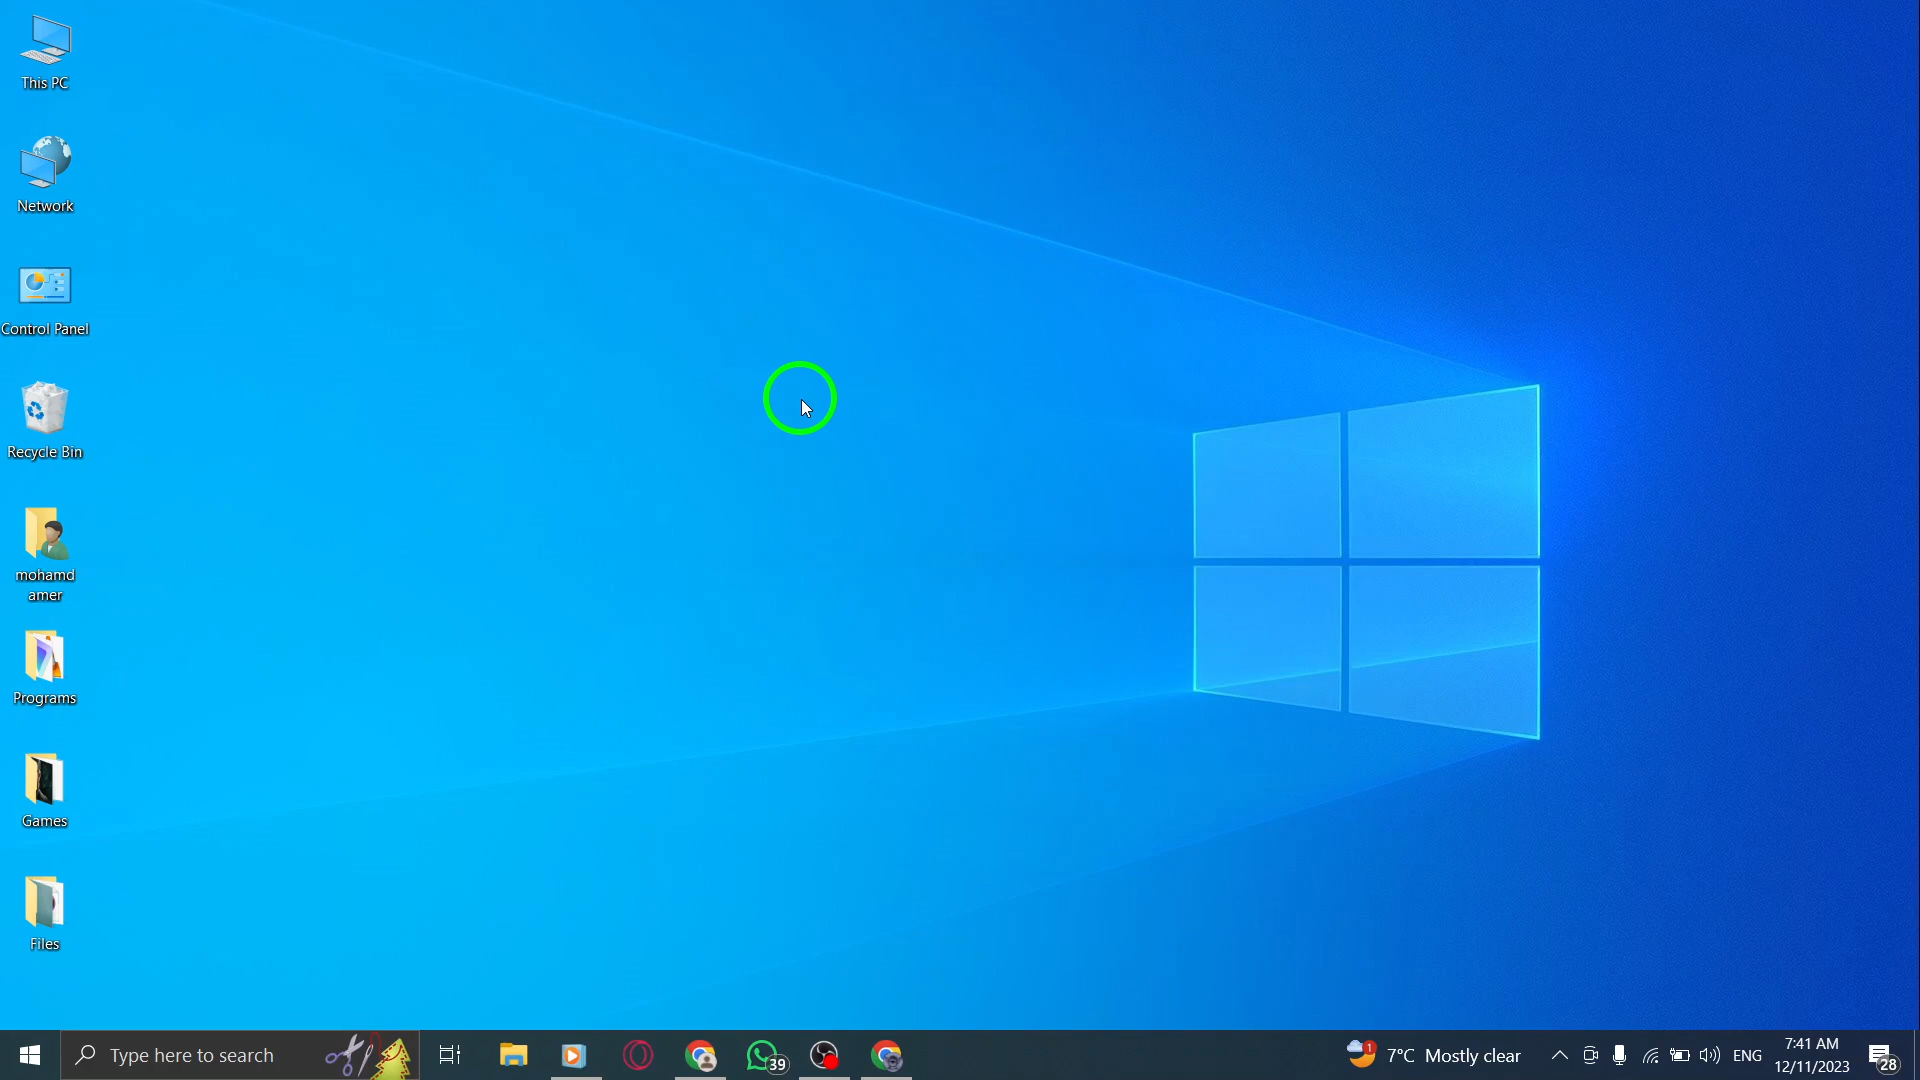 This PC
Network
Control Panel
Recycle Bin
mohamd
amer
Programs
Games
Files
Type here to search
39
1
7°C Mostly clear
ENG
7:41 AM
12/11/2023
28